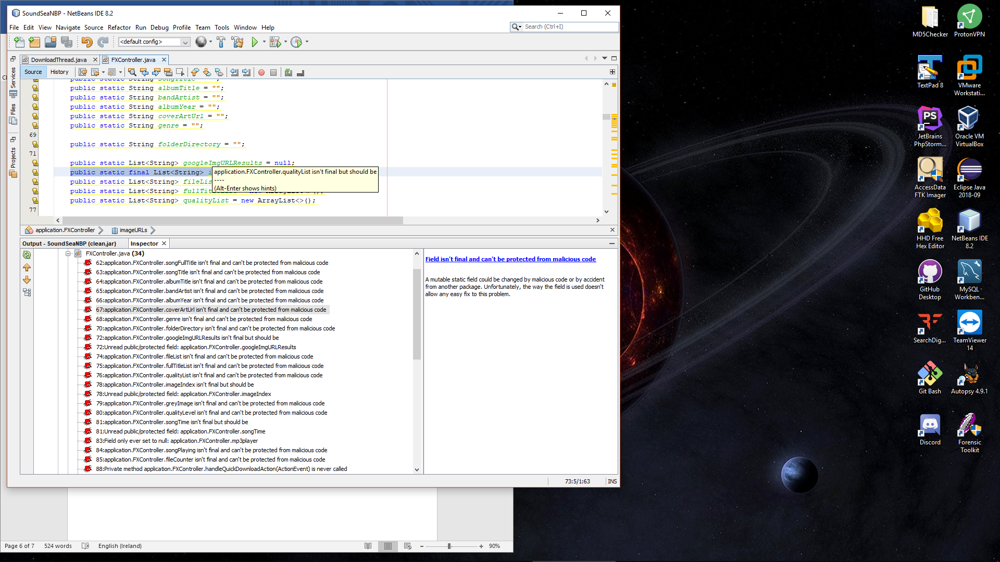 SoundSeaNBP - NetBeans IDE 8.2
File Edit View Navigate Source Refactor Run Debug Profile Team Tools Window Help
Search (Ctrl+I)
<default config>
DownloadThread.java
FXController.java
Source History
Services
Files
Projects
public static String songTitle = "";
public static String albumTitle = "";
public static String bandArtist = "";
public static String albumYear = "";
public static String coverArtUrl = "";
public static String genre = "";
69
public static String folderDirectory = "";
71
public static List<String> googleImgURLResults = null;
public static final List<String> i
public static List<String> fileLis
public static List<String>
public static List<String> qualityList = new ArrayList<>();
77
application.FXController.qualityList isn't final but should be
----
(Alt-Enter shows hints)
application.FXController
imageURLs
Output - SoundSeaNBP (clean,jar)
Inspector
FXController.java (34)
62:application.FXController.songFullTitle isn't final and can't be protected from malicious code
63:application.FXController.songTitle isn't final and can't be protected from malicious code
64:application.FXController.albumTitle isn't final and can't be protected from malicious code
65:application.FXController.bandArtist isn't final and can't be protected from malicious code
66:application.FXController.albumYear isn't final and can't be protected from malicious code
67:application.FXController.coverArtUrl isn't final and can't be protected from malicious code
68:application.FXController.genre isn't final and can't be protected from malicious code
70:application.FXController.folderDirectory isn't final and can't be protected from malicious code
72:application.FXController.googleImgURLResults isn't final but should be
72:Unread public/protected field: application.FXController.googleImgURLResults
74:application.FXController.fileList isn't final and can't be protected from malicious code
75:application.FXController.fullTitleList isn't final and can't be protected from malicious code
76:application.FXController.qualityList isn't final and can't be protected from malicious code
78:application.FXController.imageIndex isn't final but should be
78:Unread public/protected field: application.FXController.imageIndex
79:application.FXController.greyImage isn't final and can't be protected from malicious code
80:application.FXController.qualityLevel isn't final and can't be protected from malicious code
81:application.FXController.songTime isn't final but should be
81:Unread public/protected field: application.FXController.songTime
83:Field only ever set to null: application.FXController.mp3player
84:application.FXController.songPlaying isn't final and can't be protected from malicious code
85:application.FXController.fileCounter isn't final and can't be protected from malicious code
88:Private method application.FXController.handleQuickDownloadAction(ActionEvent) is never called
Field isn't final and can't be protected from malicious code
A mutable static field could be changed by malicious code or by accident
from another package. Unfortunately, the way the field is used doesn't
allow any easy fix to this problem.
73:5/1:63
INS
Page 6 of 7
524 words
English (Ireland)
90%
MD5Checker
ProtonVPN
TextPad 8
VMware
Workstati...
JetBrains
PhpStorm...
Oracle VM
VirtualBox
AccessData
FTK Imager
Eclipse Java
2018-09
HHD Free
Hex Editor
NetBeans IDE
8.2
GitHub
Desktop
MySQL
Workben...
SearchDig...
TeamViewer
14
Git Bash
Autopsy 4.9.1
Discord
Forensic
Toolkit